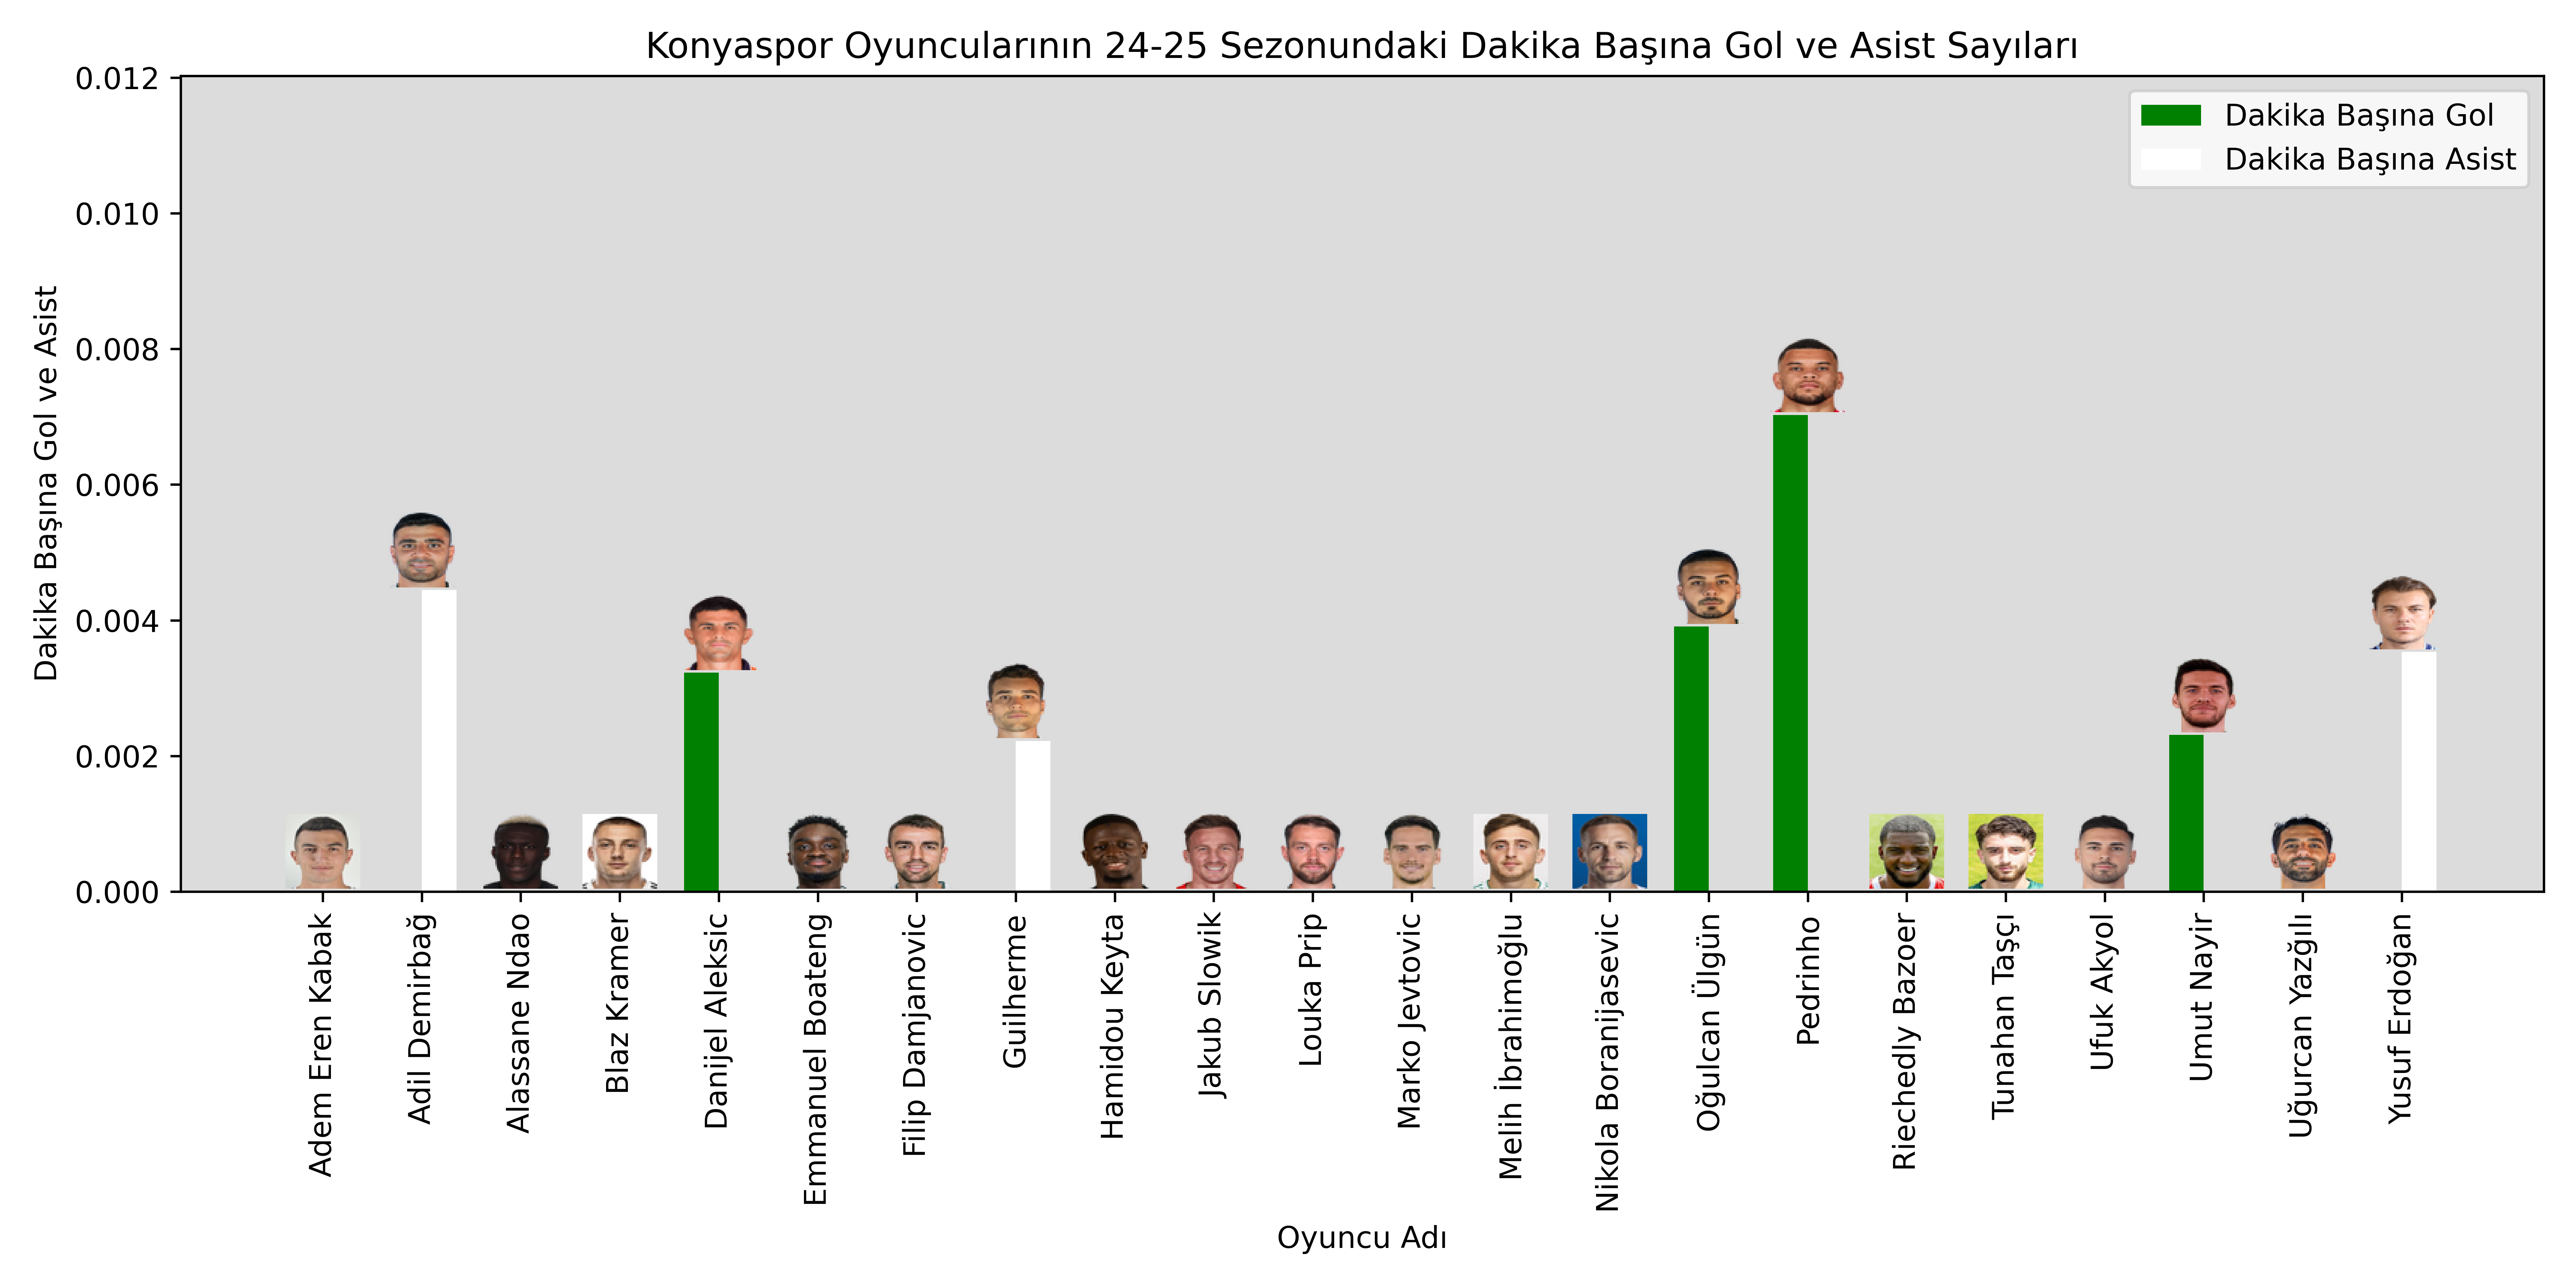 Konyaspor Oyuncularının 24-25 Sezonundaki Dakika Başına Gol ve Asist Sayıları
Dakika Başına Gol
Dakika Başına Asist
Dakika Başına Gol ve Asist
0.012
0.010
0.008
0.006
0.004
0.002
0.000
Adem Eren Kabak
Adil Demirbağ
Alassane Ndao
Blaz Kramer
Danijel Aleksic
Emmanuel Boateng
Filip Damjanovic
Guilherme
Hamidou Keyta
Jakub Slowik
Louka Prip
Marko Jevtovic
Melih İbrahimoğlu
Nikola Boranijasevic
Oğulcan Ülgün
Pedrinho
Riechedly Bazoer
Tunahan Taşçı
Ufuk Akyol
Umut Nayir
Uğurcan Yazğılı
Yusuf Erdoğan
Oyuncu Adı